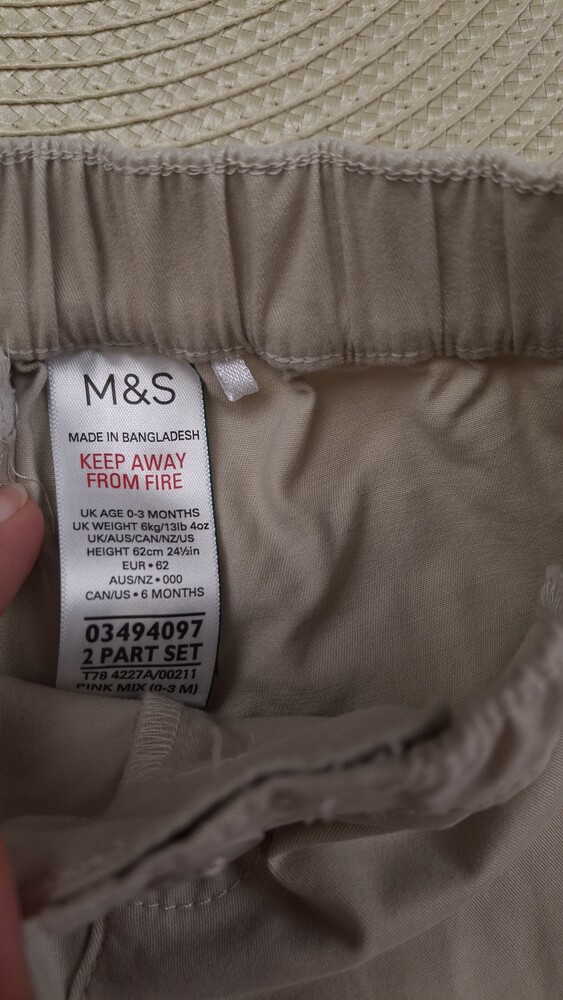 M&S
MADE IN BANGLADESH
KEEP AWAY
FROM FIRE
UK AGE 0-3 MONTHS
UK WEIGHT 6kg/13lb 4oz
UK/AUS/CAN/NZ/US
HEIGHT 62cm 24½in
EUR • 62
AUS/NZ • 000
CAN/US • 6 MONTHS
03494097
2 PART SET
T78 4227A/00211
PINK MIX (0-3 M)